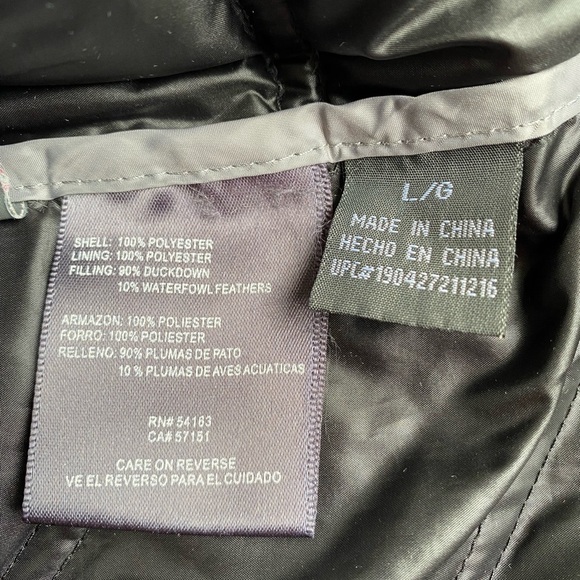 SHELL: 100% POLYESTER
LINING: 100% POLYESTER
FILLING: 90% DUCKDOWN
10% WATERFOWL FEATHERS
ARMAZON: 100% POLIESTER
FORRO: 100% POLIESTER
RELLENO: 90% PLUMAS DE PATO
10 % PLUMAS DE AVES ACUATICAS
RN# 54163
CA# 57151
CARE ON REVERSE
VE EL REVERSO PARA EL CUIDADO
L/G
MADE IN CHINA
HECHO EN CHINA
UPC#190427211216